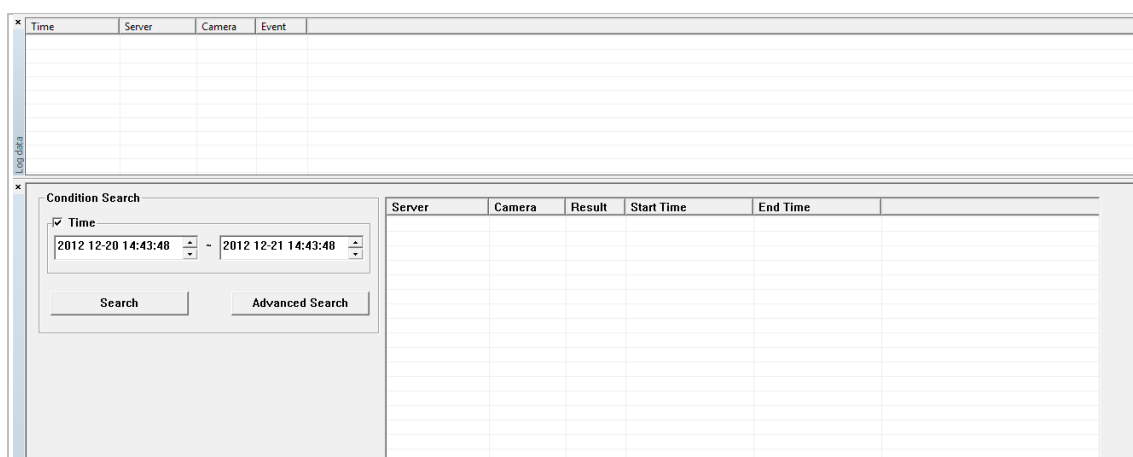 Time Server Camera Event
Log data
Condition Search
Time
2012 12-20 14:43:48 ~ 2012 12-21 14:43:48
Search Advanced Search
Server Camera Result Start Time End Time